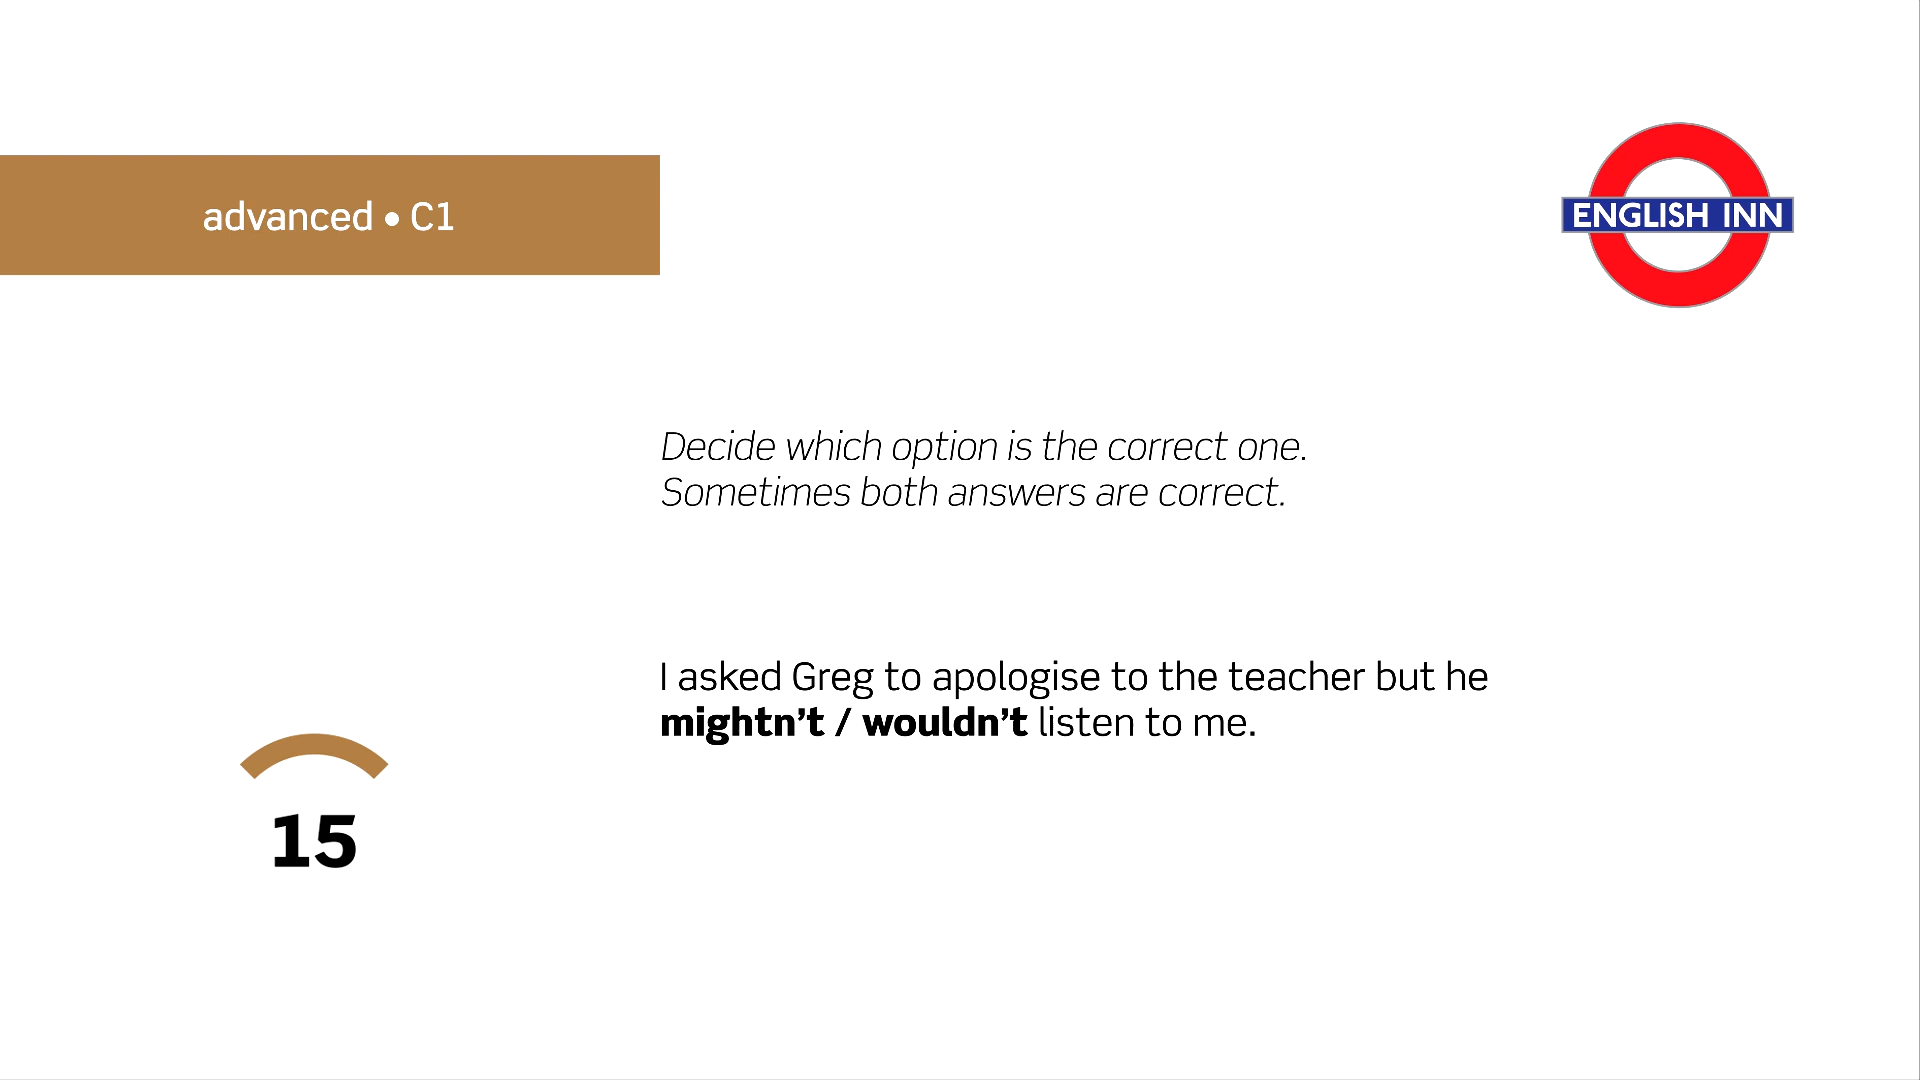 advanced • C1
ENGLISH INN
Decide which option is the correct one.
Sometimes both answers are correct.
I asked Greg to apologise to the teacher but he
mightn’t / wouldn’t listen to me.
15